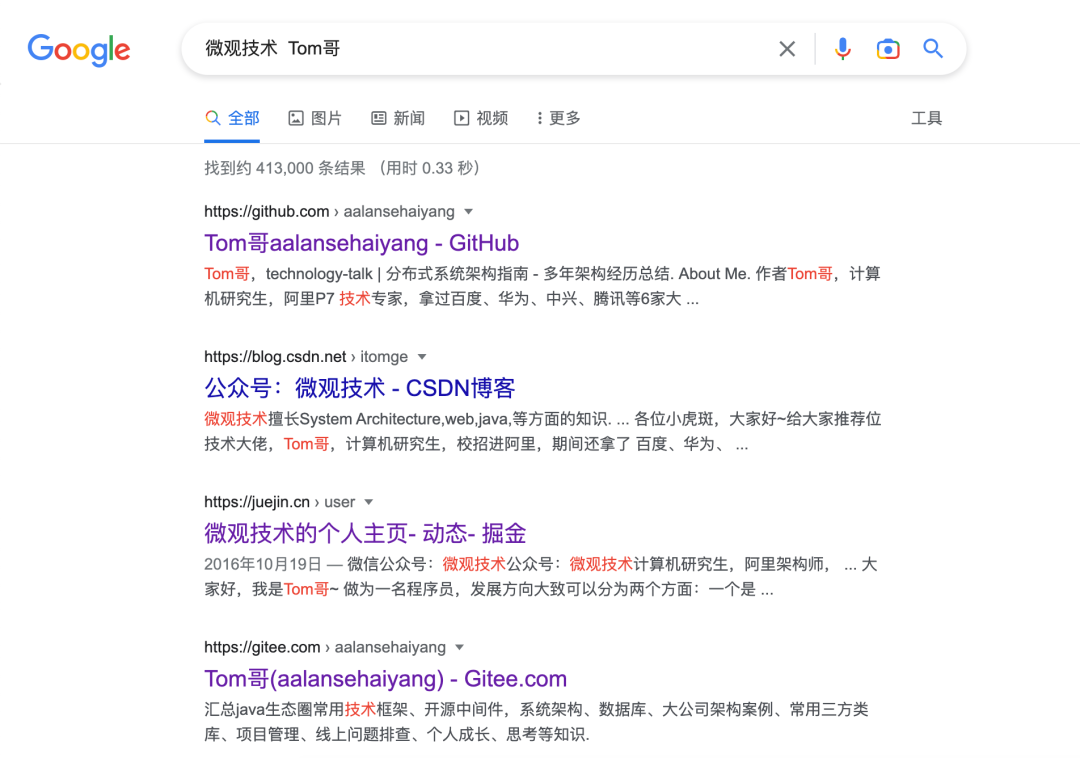 Google
微观技术 Tom哥
全部 图片 新闻 视频 更多 工具
找到约 413,000 条结果 （用时 0.33 秒）
https://github.com › aalansehaiyang
Tom哥aalansehaiyang - GitHub
Tom哥，technology-talk | 分布式系统架构指南 - 多年架构经历总结. About Me. 作者Tom哥，计算
机研究生，阿里P7 技术专家，拿过百度、华为、中兴、腾讯等6家大 ...
https://blog.csdn.net › itomge
公众号：微观技术 - CSDN博客
微观技术擅长System Architecture,web,java,等方面的知识. ... 各位小虎斑，大家好~给大家推荐位
技术大佬，Tom哥，计算机研究生，校招进阿里，期间还拿了 百度、华为、 ...
https://juejin.cn › user
微观技术的个人主页- 动态- 掘金
2016年10月19日 — 微信公众号：微观技术公众号：微观技术计算机研究生，阿里架构师， ... 大
家好，我是Tom哥~ 做为一名程序员，发展方向大致可以分为两个方面：一个是 ...
https://gitee.com › aalansehaiyang
Tom哥(aalansehaiyang) - Gitee.com
汇总java生态圈常用技术框架、开源中间件，系统架构、数据库、大公司架构案例、常用三方类
库、项目管理、线上问题排查、个人成长、思考等知识.